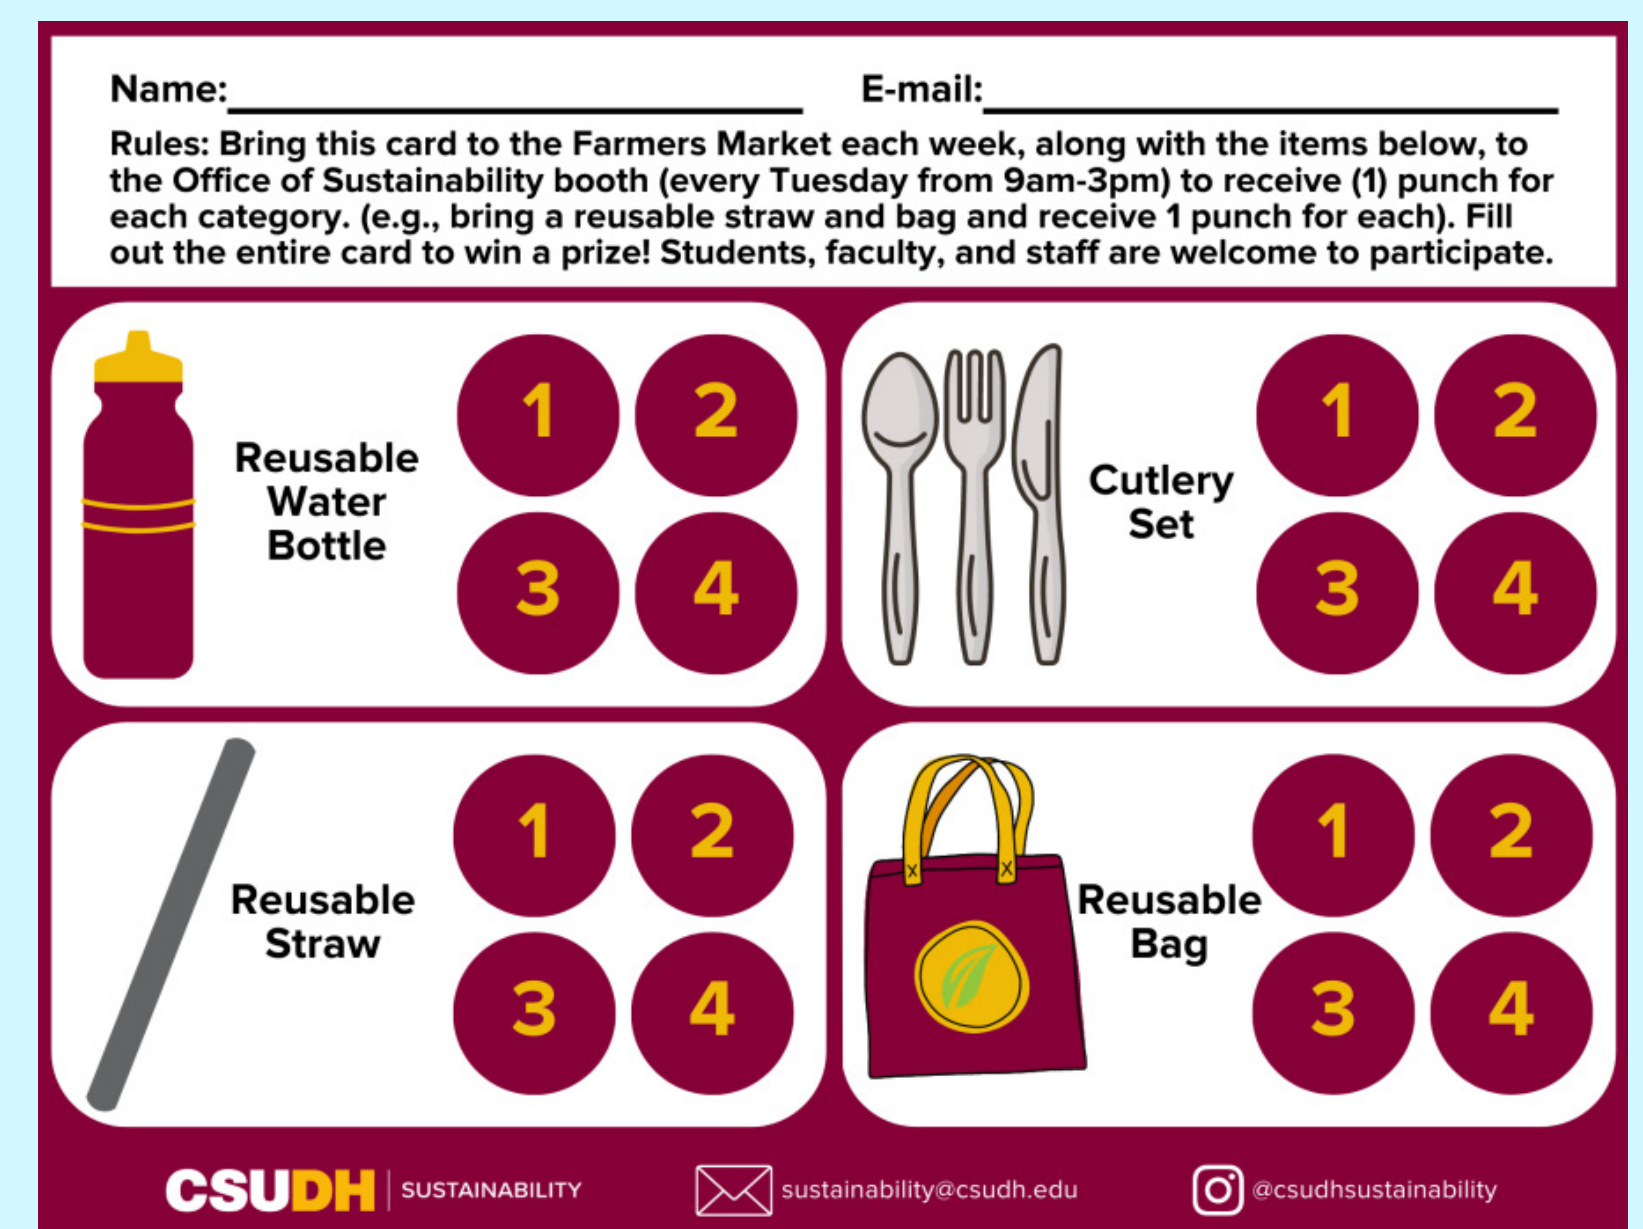 Name: E-mail:
Rules: Bring this card to the Farmers Market each week, along with the items below, to
the Office of Sustainability booth (every Tuesday from 9am-3pm) to receive (1) punch for
each category. (e.g., bring a reusable straw and bag and receive 1 punch for each). Fill
out the entire card to win a prize! Students, faculty, and staff are welcome to participate.
Reusable
Water
Bottle
1 2
3 4
Cutlery
Set
1 2
3 4
Reusable
Straw
1 2
3 4
Reusable
Bag
1 2
3 4
CSUDH | SUSTAINABILITY
sustainability@csudh.edu
@csudhsustainability